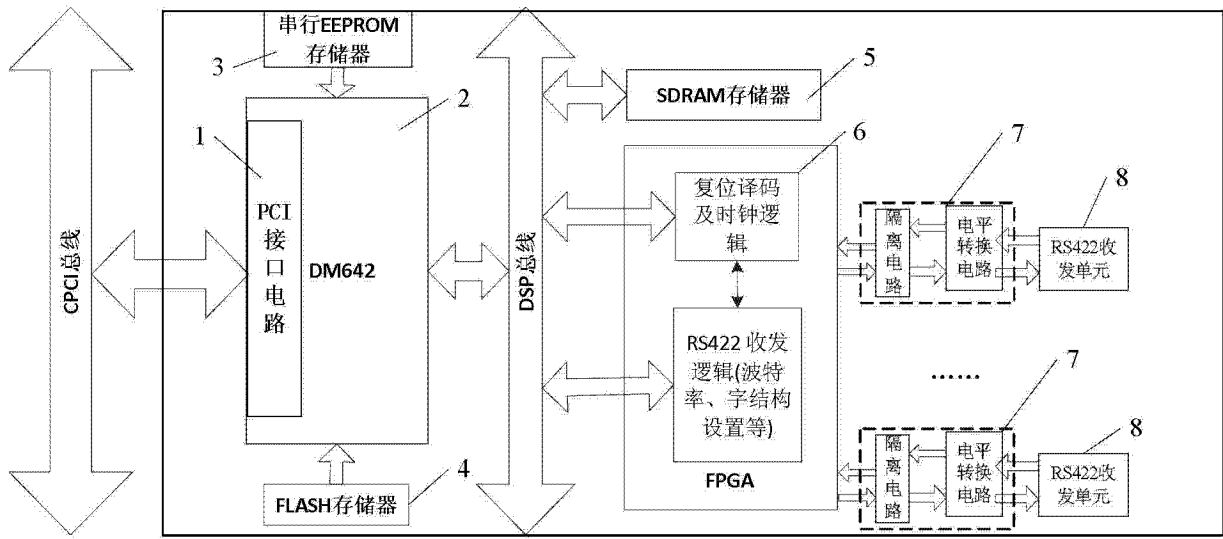 串行EEPROM
存储器
3
2
1
PCI
接
口
电
路
DM642
CPCI总线
FLASH存储器
4
DSP总线
SDRAM存储器
5
6
复位译码
及时钟逻
辑
RS422 收发
逻辑(波特
率、字结构
设置等)
FPGA
7
隔
离
电
路
电平
转换
电路
8
RS422收
发单元
……
7
隔
离
电
路
电平
转换
电路
8
RS422收
发单元